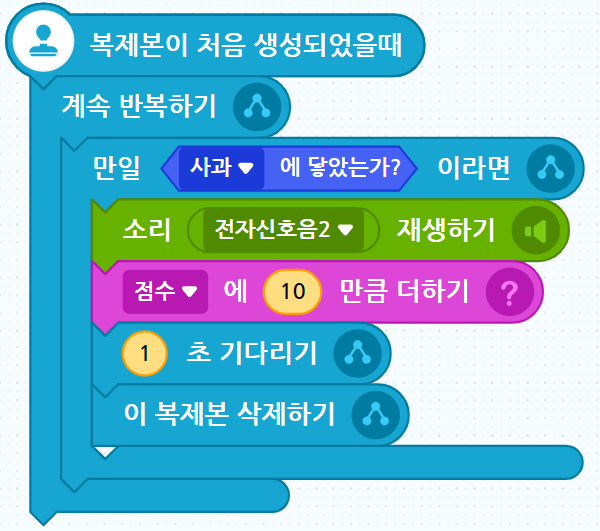 복제본이 처음 생성되었을때
계속 반복하기
만일 사과 에 닿았는가? 이라면
소리 전자신호음2 재생하기
점수 에 10 만큼 더하기 ?
1 초 기다리기
이 복제본 삭제하기